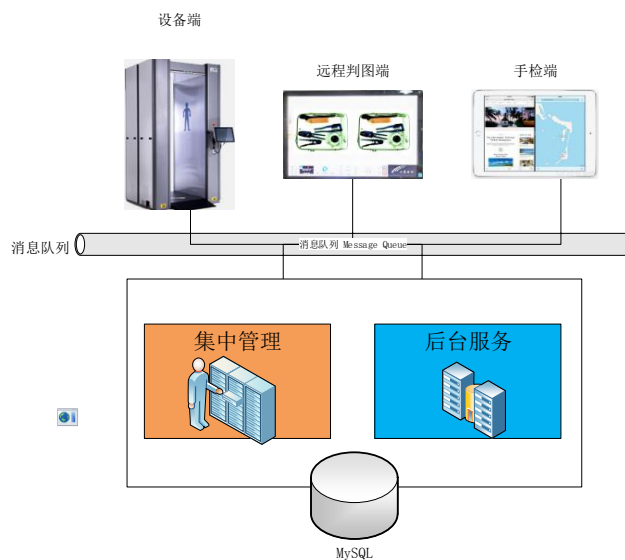 设备端
远程判图端
手检端
消息队列
消息队列 Message Queue
集中管理
后台服务
MySQL